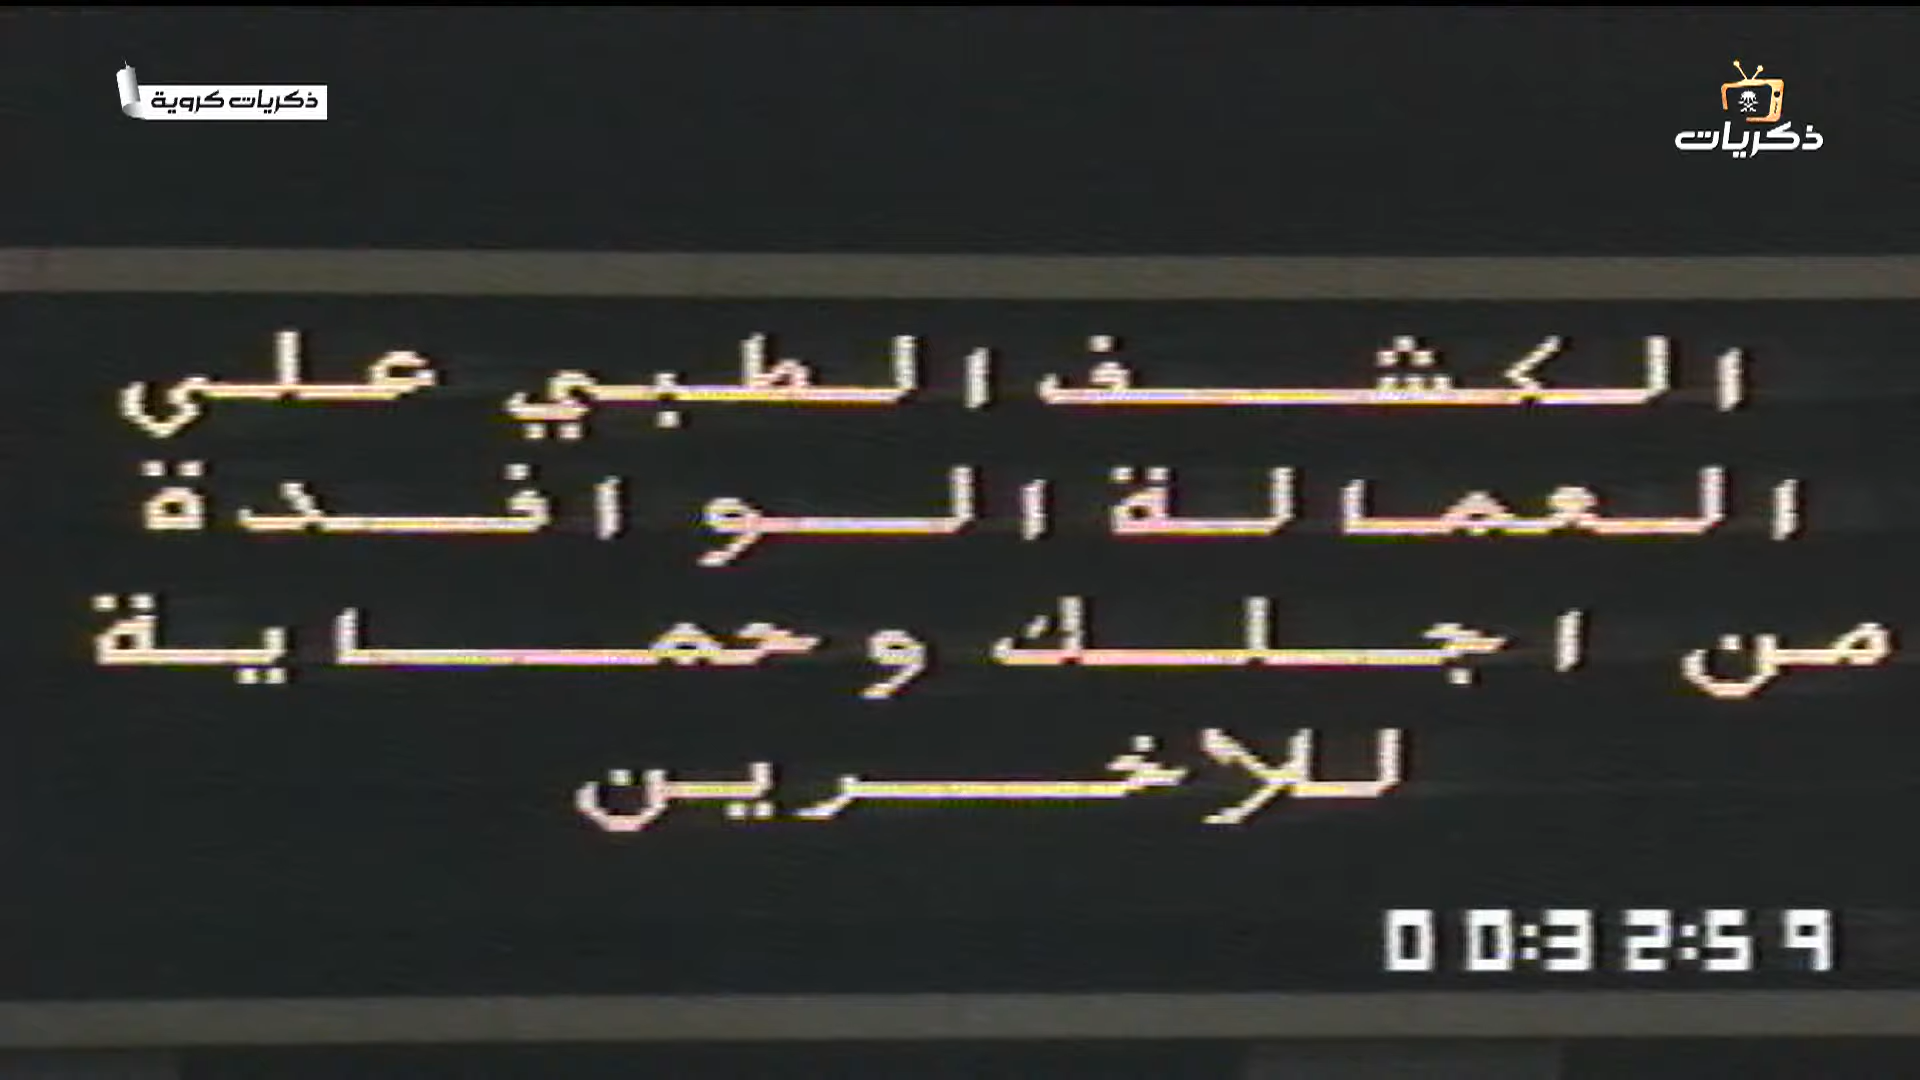 ذكريات كروية
ذكريات
الكشف الطبي على
العمالة الوافدة
من اجلك وحماية
للاخرين
00:32:59